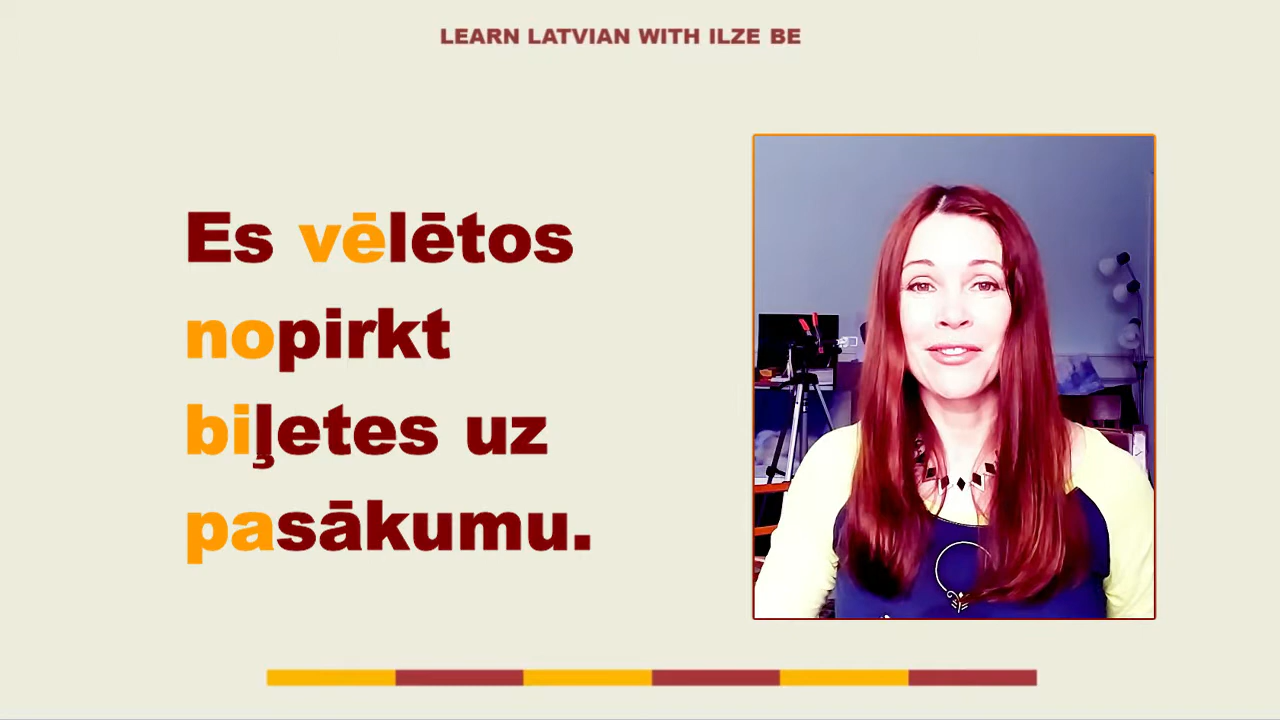 LEARN LATVIAN WITH ILZE BE
Es vēlētos
nopirkt
biļetes uz
pasākumu.